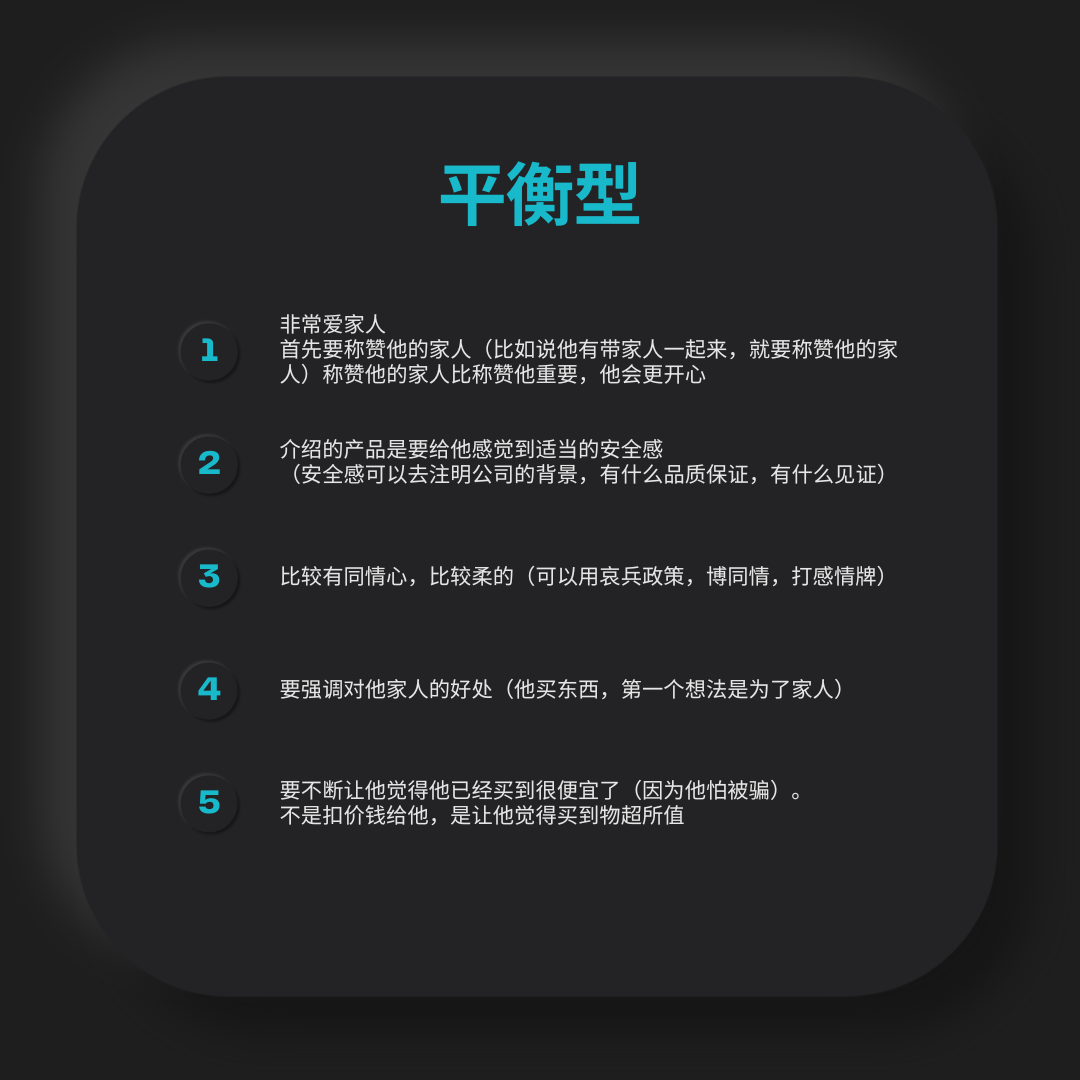 平衡型
1
非常爱家人
首先要称赞他的家人（比如说他有带家人一起来，就要称赞他的家
人）称赞他的家人比称赞他重要，他会更开心
2
介绍的产品是要给他感觉到适当的安全感
（安全感可以去注明公司的背景，有什么品质保证，有什么见证）
3
比较有同情心，比较柔的（可以用哀兵政策，博同情，打感情牌）
4
要强调对他家人的好处（他买东西，第一个想法是为了家人）
5
要不断让他觉得他已经买到很便宜了（因为他怕被骗）。
不是扣价钱给他，是让他觉得买到物超所值